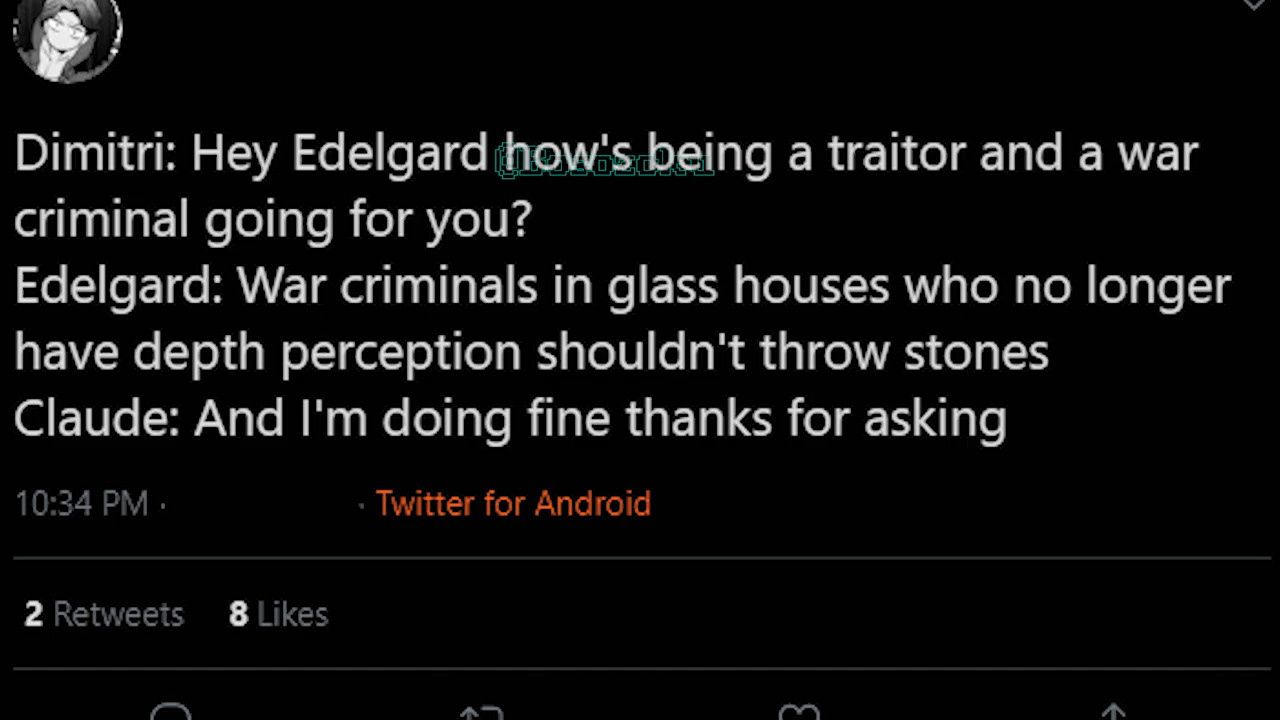 Dimitri: Hey Edelgard how's being a traitor and a war
criminal going for you?
Edelgard: War criminals in glass houses who no longer
have depth perception shouldn't throw stones
Claude: And I'm doing fine thanks for asking
10:34 PM · · Twitter for Android
2 Retweets 8 Likes